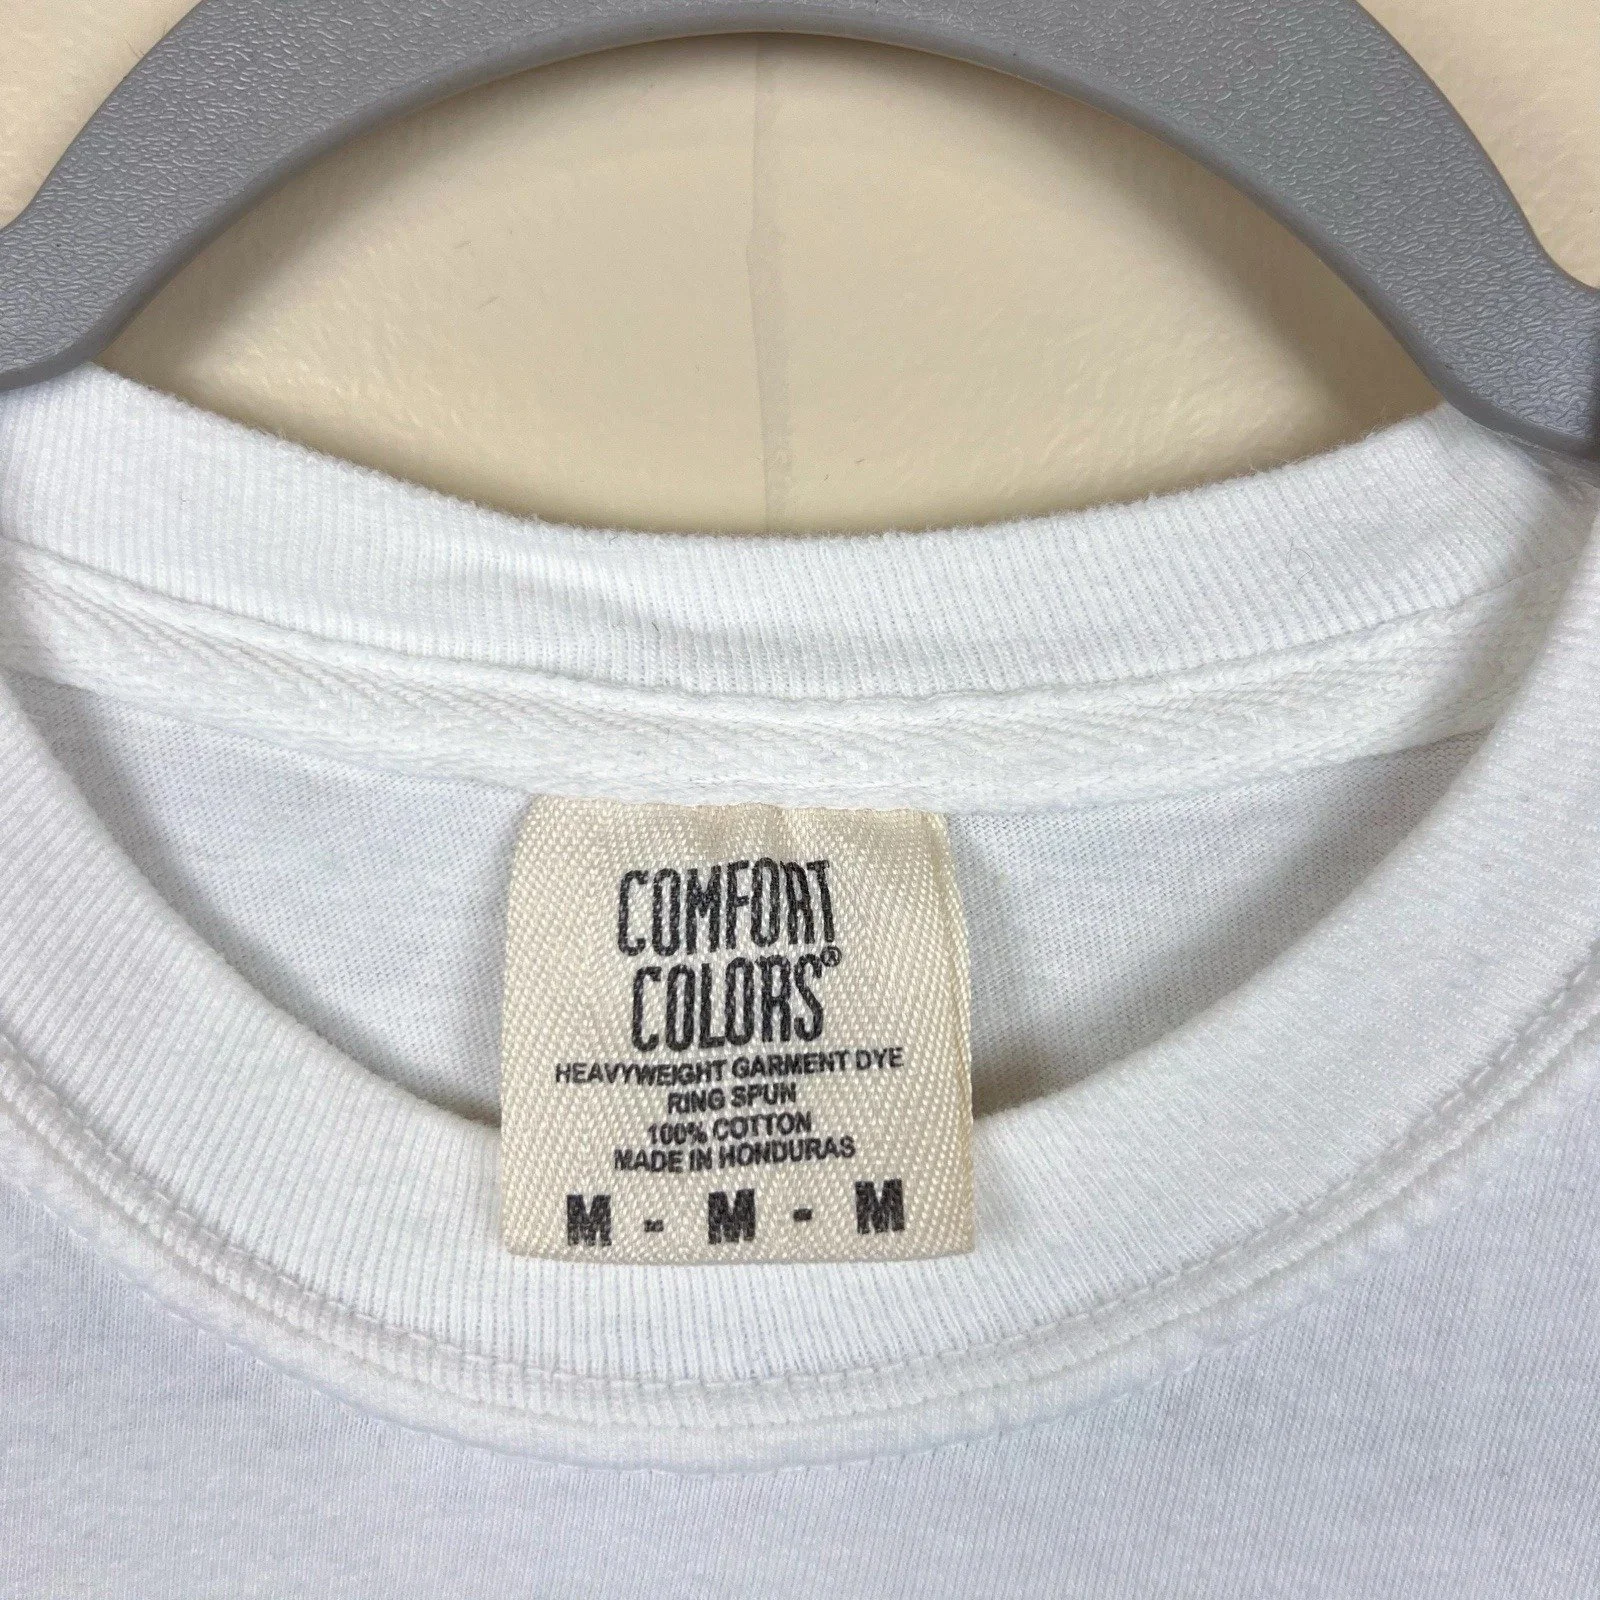 COMFORT
COLORS®
HEAVYWEIGHT GARMENT DYE
RING SPUN
100% COTTON
MADE IN HONDURAS
M - M - M